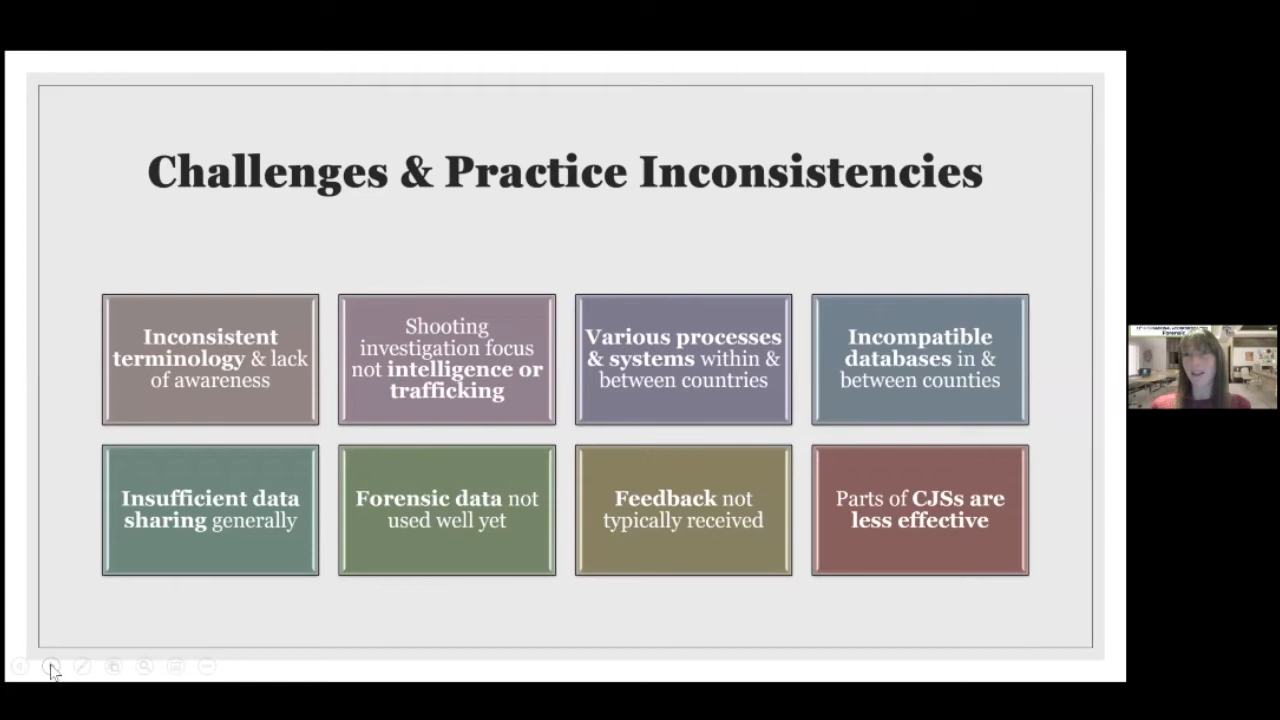 Challenges & Practice Inconsistencies
Inconsistent
terminology & lack
of awareness
Shooting
investigation focus
not intelligence or
trafficking
Various processes
& systems within &
between countries
Incompatible
databases in &
between counties
Insufficient data
sharing generally
Forensic data not
used well yet
Feedback not
typically received
Parts of CJSs are
less effective